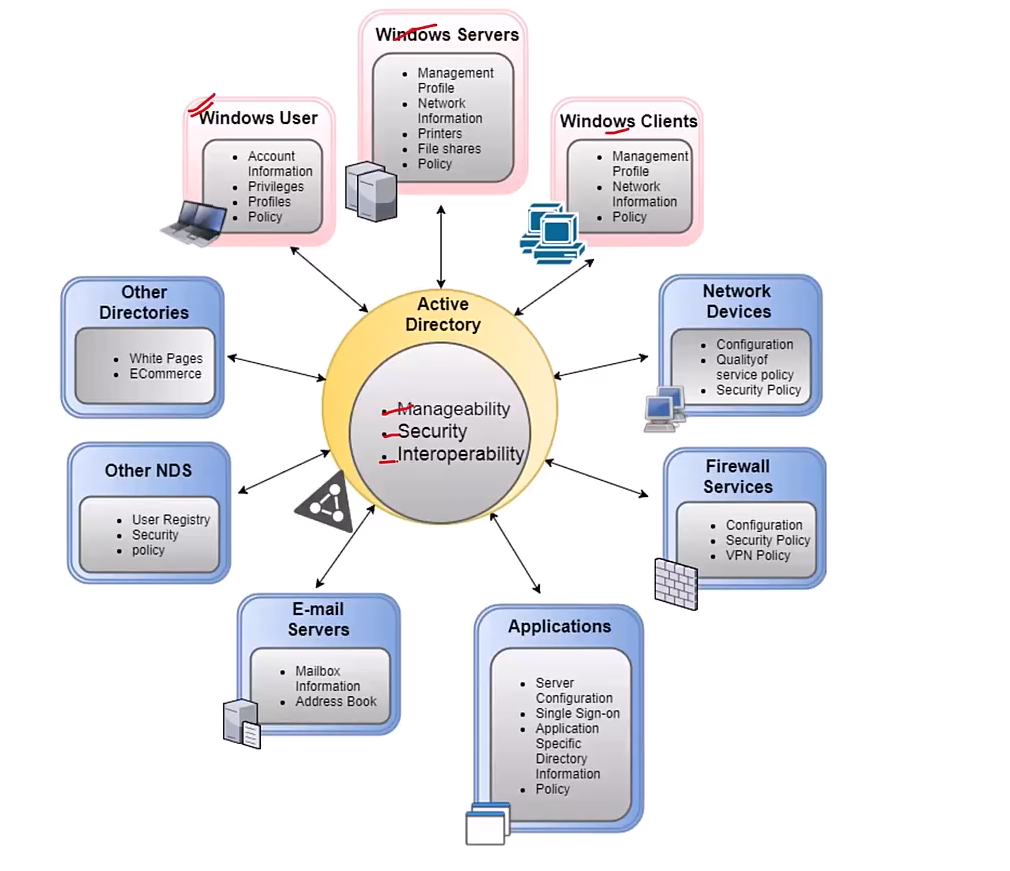 Windows Servers
Management
Profile
Network
Information
Printers
File shares
Policy
Windows User
Account
Information
Privileges
Profiles
Policy
Windows Clients
Management
Profile
Network
Information
Policy
Other
Directories
White Pages
ECommerce
Active
Directory
Manageability
Security
Interoperability
Network
Devices
Configuration
Qualityof
service policy
Security Policy
Other NDS
User Registry
Security
policy
Firewall
Services
Configuration
Security Policy
VPN Policy
E-mail
Servers
Mailbox
Information
Address Book
Applications
Server
Configuration
Single Sign-on
Application
Specific
Directory
Information
Policy